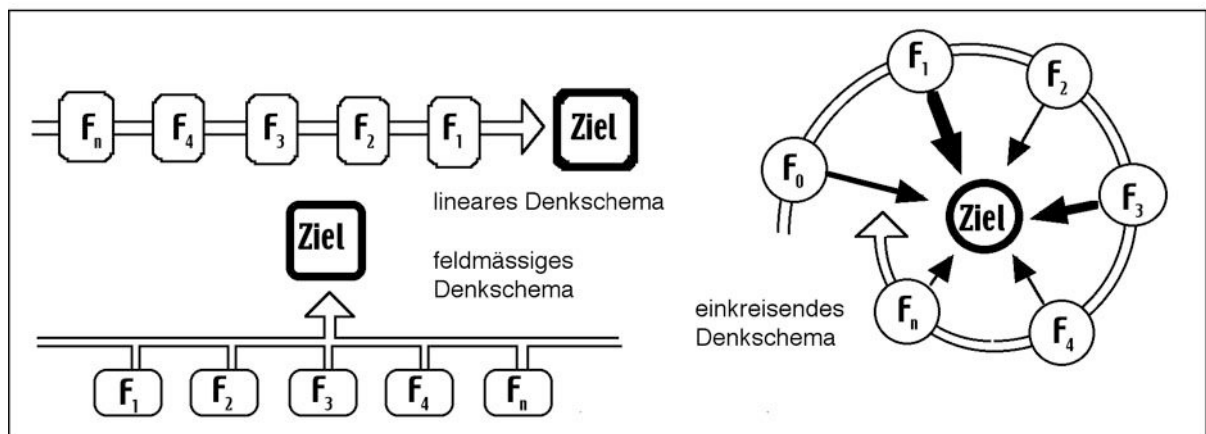 Fn F4 F3 F2 F1 Ziel
lineares Denkschema
Ziel
feldmässiges
Denkschema
F1 F2 F3 F4 Fn
F1
F2
F0
F3
Ziel
Fn
F4
einkreisendes
Denkschema